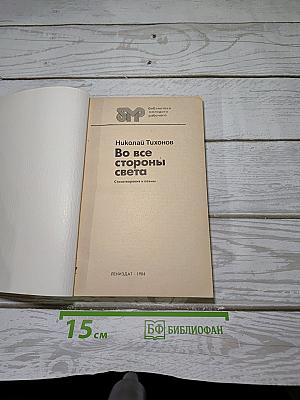 БМР
библиотека
молодого
рабочего
Николай Тихонов
Во все
стороны
света
Стихотворения и поэмы
ЛЕНИЗДАТ · 1984
15 см
БФ БИБЛИОФАН